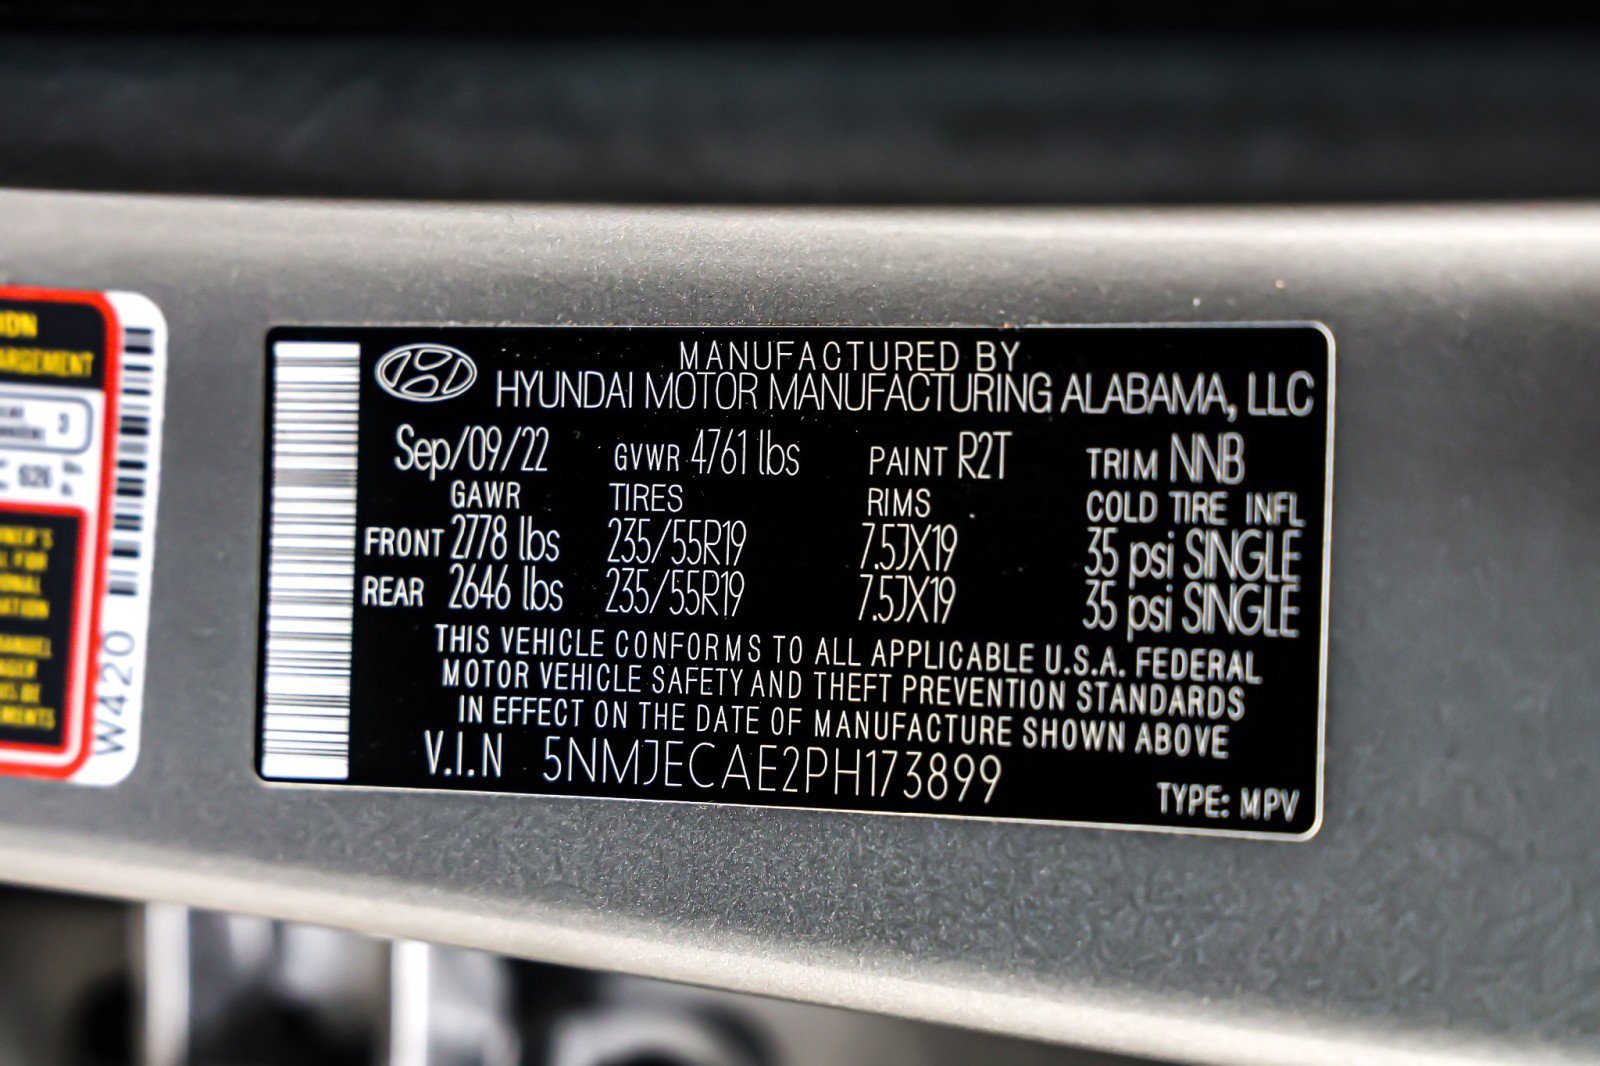 MANUFACTURED BY
HYUNDAI MOTOR MANUFACTURING ALABAMA, LLC
Sep/09/22 GVWR 4761 lbs PAINT R2T TRIM NNB
GAWR TIRES RIMS COLD TIRE INFL
FRONT 2778 lbs 235/55R19 7.5JX19 35 psi SINGLE
REAR 2646 lbs 235/55R19 7.5JX19 35 psi SINGLE
THIS VEHICLE CONFORMS TO ALL APPLICABLE U.S.A. FEDERAL
MOTOR VEHICLE SAFETY AND THEFT PREVENTION STANDARDS
IN EFFECT ON THE DATE OF MANUFACTURE SHOWN ABOVE
V.I.N 5NMJECAE2PH173899
TYPE: MPV
W420